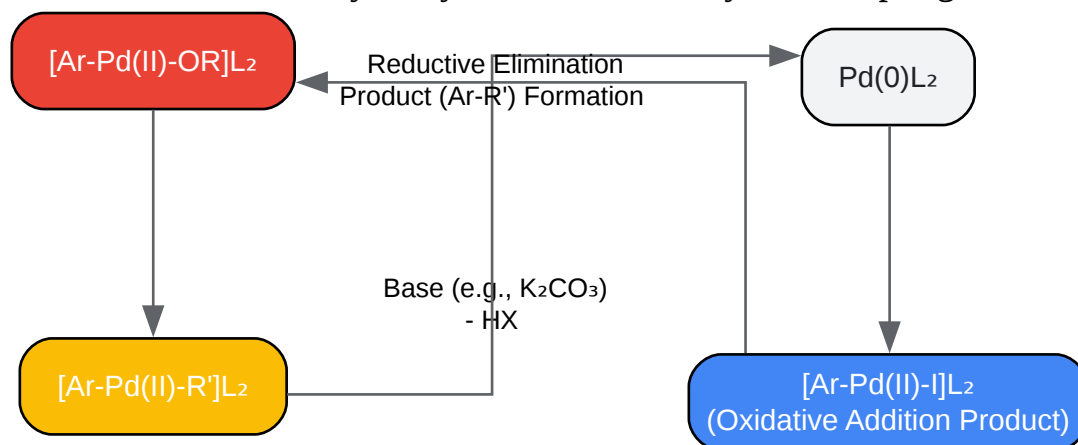 [Ar-Pd(II)-OR]L₂
Reductive Elimination
Product (Ar-R') Formation
Pd(0)L₂
Base (e.g., K₂CO₃)
- HX
[Ar-Pd(II)-R']L₂
[Ar-Pd(II)-I]L₂
(Oxidative Addition Product)